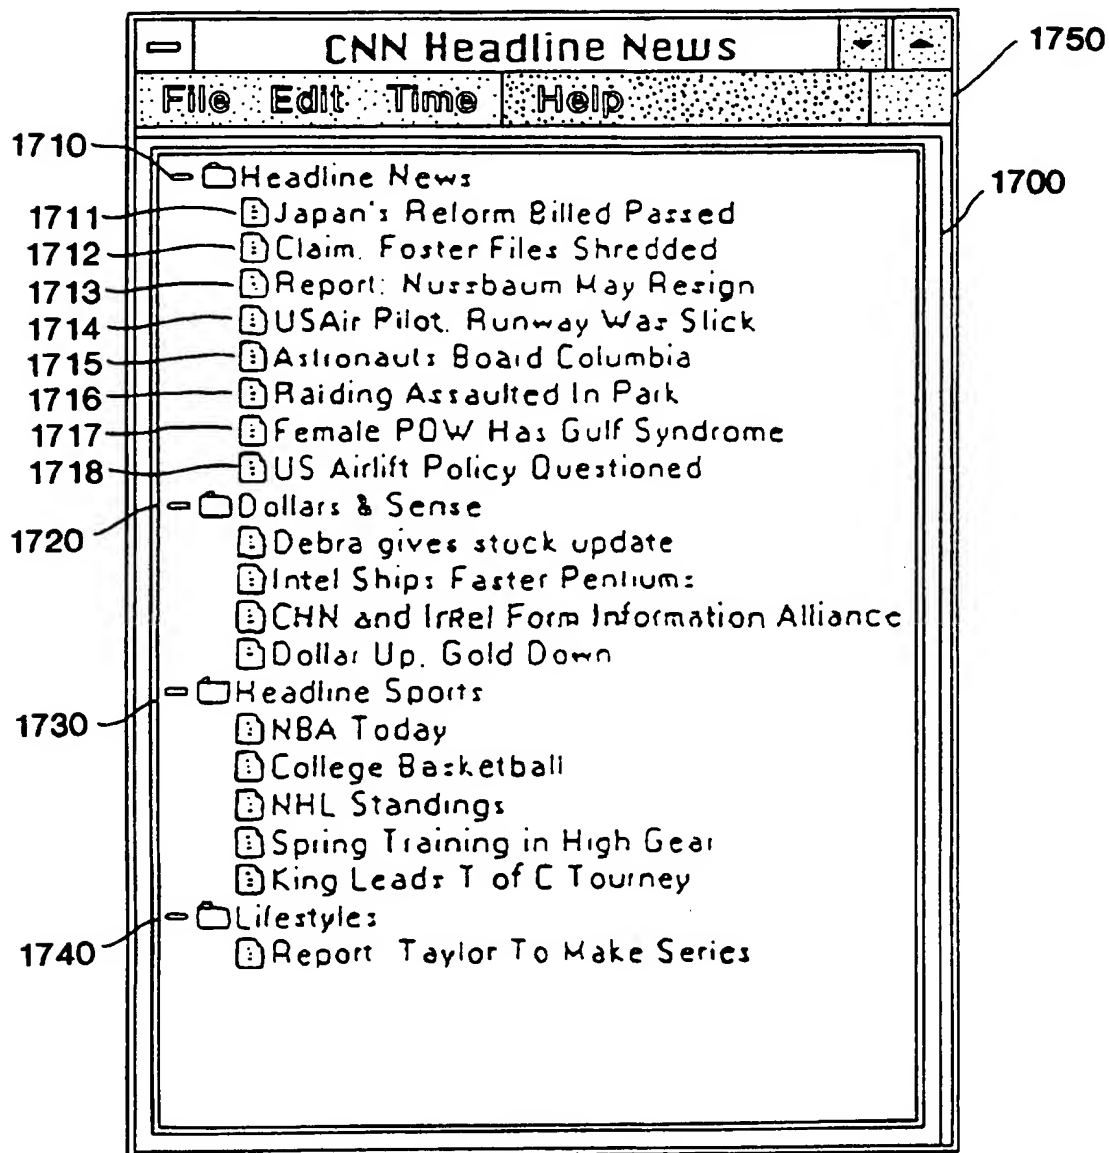 CNN Headline News
1750
File Edit Time Help
1710
Headline News
1700
1711 Japan's Reform Billed Passed
1712 Claim. Foster Files Shredded
1713 Report: Nussbaum May Resign
1714 USAir Pilot. Runway Was Slick
1715 Astronauts Board Columbia
1716 Raiding Assaulted In Park
1717 Female POW Has Gulf Syndrome
1718 US Airlift Policy Questioned
1720 Dollars & Sense
Debra gives stock update
Intel Ships Faster Pentiums
CHN and IrRel Form Information Alliance
Dollar Up. Gold Down
1730 Headline Sports
NBA Today
College Basketball
NHL Standings
Spring Training in High Gear
King Leads T of C Tourney
1740 Lifestyles
Report Taylor To Make Series